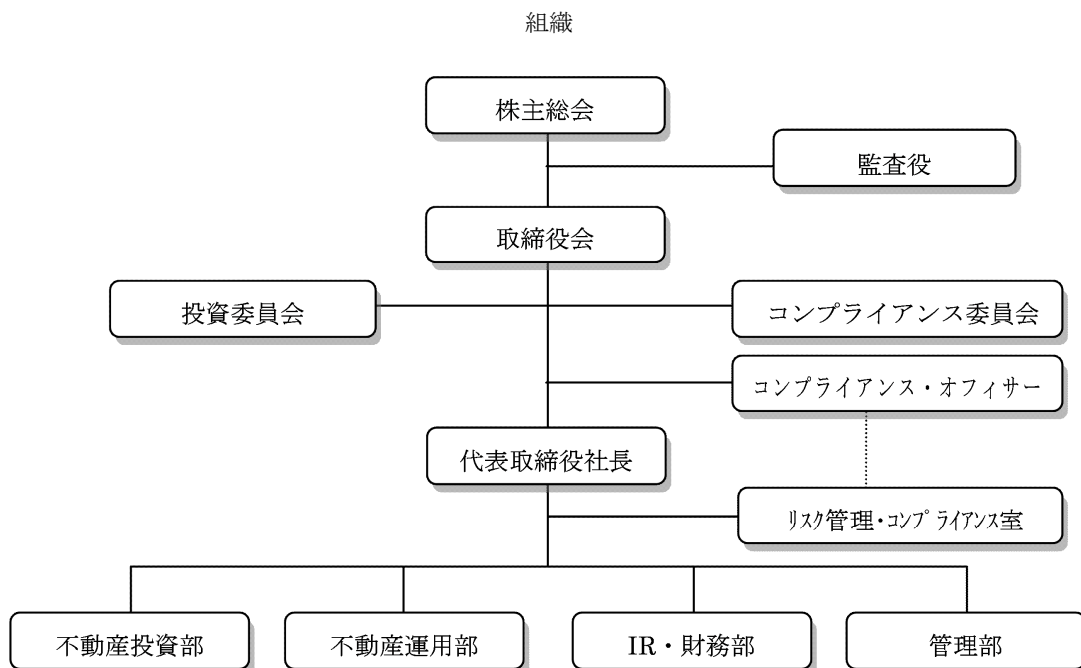 組織
株主総会
監査役
取締役会
投資委員会
コンプライアンス委員会
コンプライアンス・オフィサー
代表取締役社長
リスク管理・コンプライアンス室
不動産投資部
不動産運用部
IR・財務部
管理部